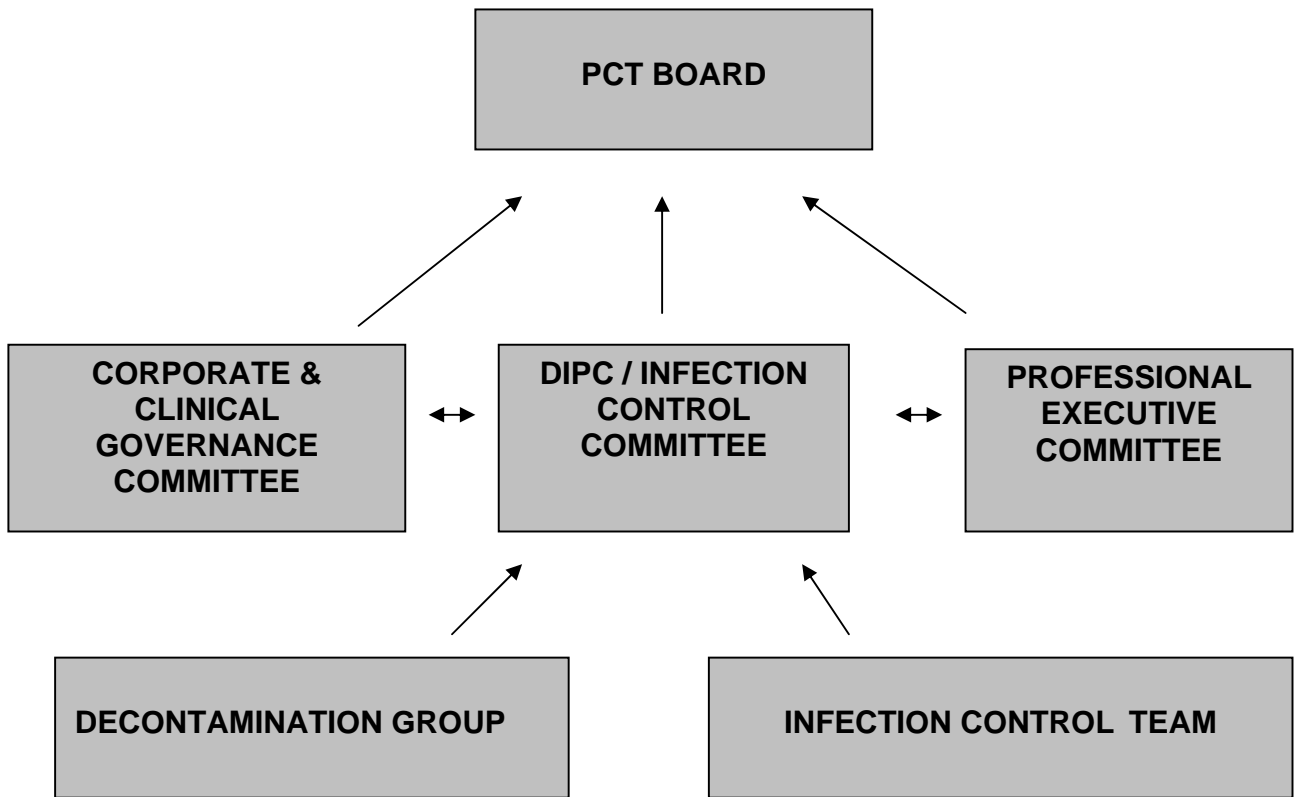 PCT BOARD
CORPORATE &
CLINICAL
GOVERNANCE
COMMITTEE
DIPC / INFECTION
CONTROL
COMMITTEE
PROFESSIONAL
EXECUTIVE
COMMITTEE
DECONTAMINATION GROUP
INFECTION CONTROL TEAM